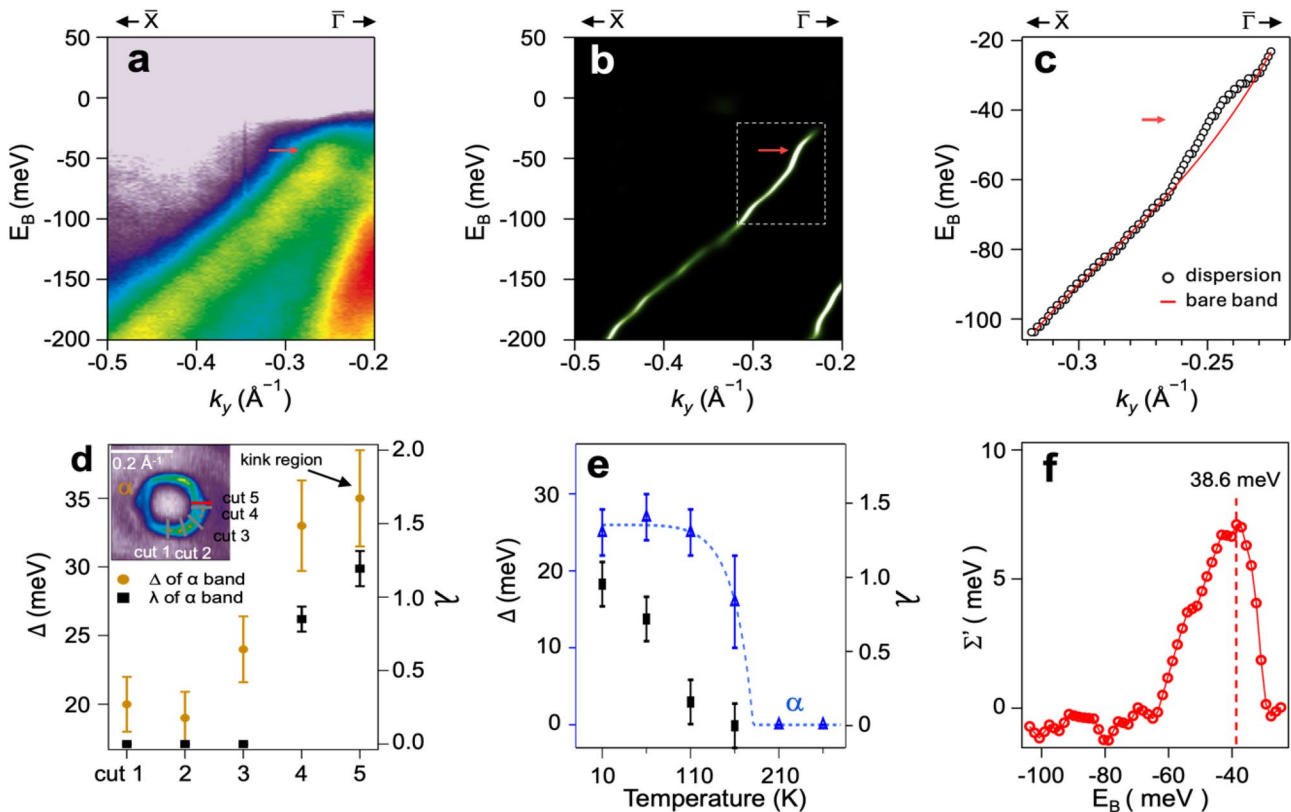 ← X̄ Γ̄ →
a
50
0
-50
-100
-150
-200
E_B (meV)
-0.5 -0.4 -0.3 -0.2
k_y (Å⁻¹)
← X̄ Γ̄ →
b
50
0
-50
-100
-150
-200
E_B (meV)
-0.5 -0.4 -0.3 -0.2
k_y (Å⁻¹)
← X̄ Γ̄ →
c
-20
-40
-60
-80
-100
E_B (meV)
dispersion
bare band
-0.3 -0.25
k_y (Å⁻¹)
d
0.2 Å⁻¹
α
cut 5
cut 4
cut 3
cut 1 cut 2
kink region
Δ of α band
λ of α band
35
30
25
20
Δ (meV)
2.0
1.5
1.0
0.5
0.0
λ
cut 1 2 3 4 5
e
30
20
10
0
Δ (meV)
1.5
1
0.5
0
λ
α
10 110 210
Temperature (K)
f
38.6 meV
10
5
0
Σ' ( meV)
-100 -80 -60 -40
E_B ( meV)